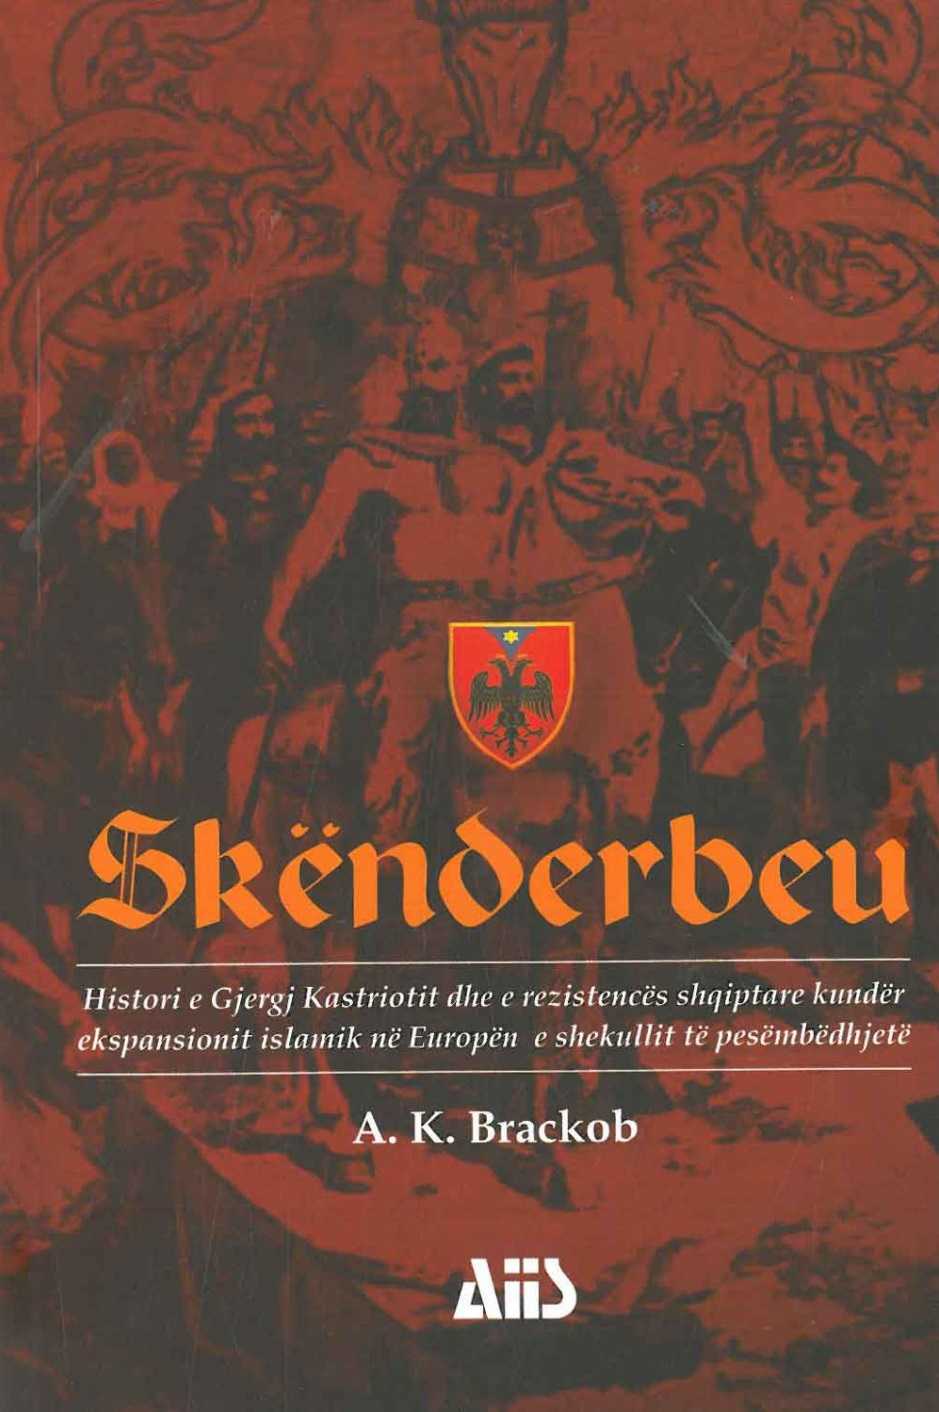 Skënderbeu
Histori e Gjergj Kastriotit dhe e rezistencës shqiptare kundër
ekspansionit islamik në Europën e shekullit të pesëmbëdhjetë
A. K. Brackob
AiiS